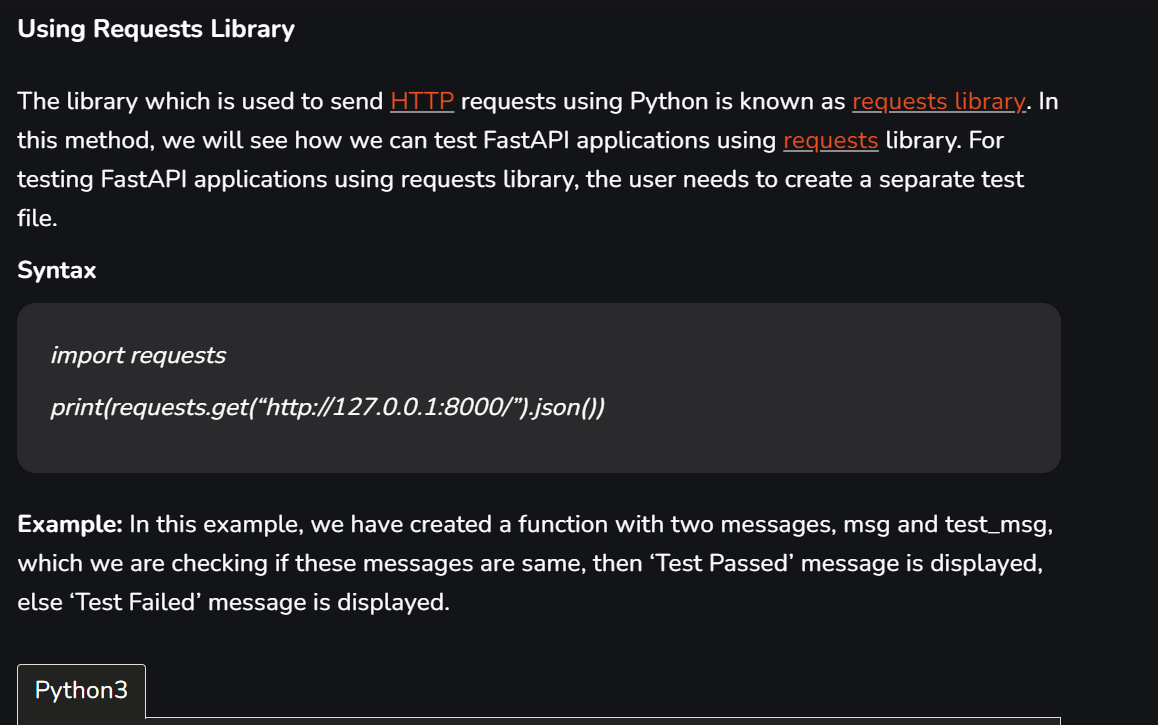 Using Requests Library
The library which is used to send HTTP requests using Python is known as requests library. In
this method, we will see how we can test FastAPI applications using requests library. For
testing FastAPI applications using requests library, the user needs to create a separate test
file.
Syntax
import requests
print(requests.get(“http://127.0.0.1:8000/”).json())
Example: In this example, we have created a function with two messages, msg and test_msg,
which we are checking if these messages are same, then ‘Test Passed’ message is displayed,
else ‘Test Failed’ message is displayed.
Python3